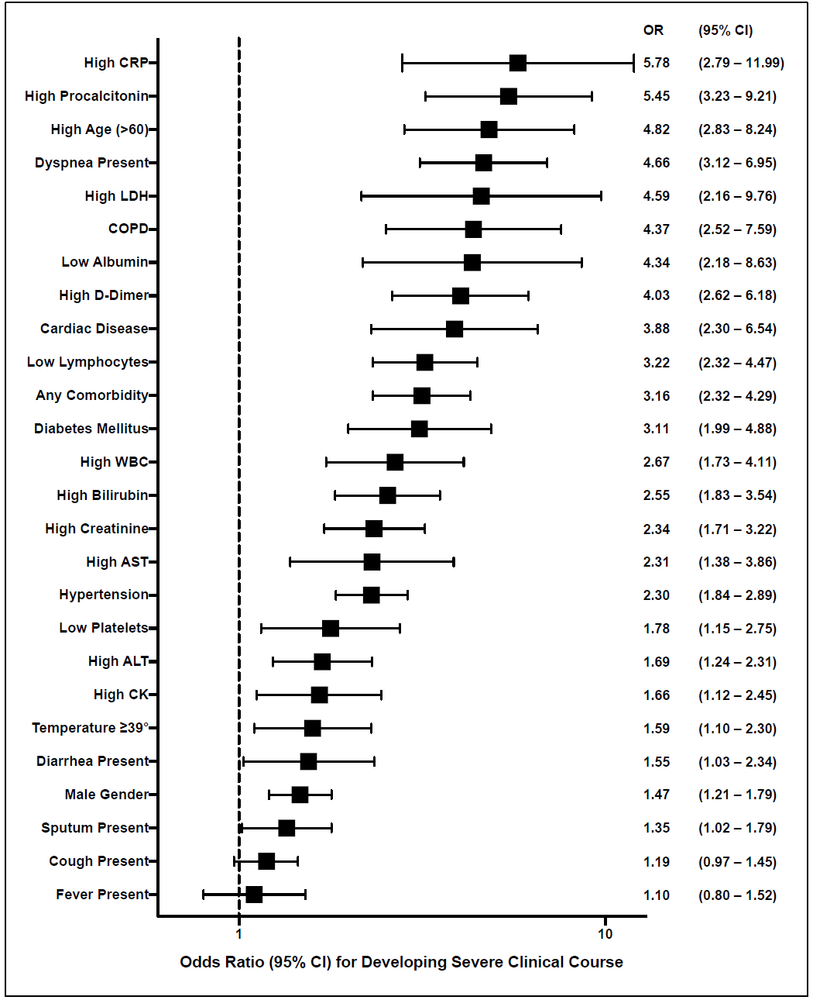 OR (95% CI)
High CRP 5.78 (2.79 – 11.99)
High Procalcitonin 5.45 (3.23 – 9.21)
High Age (>60) 4.82 (2.83 – 8.24)
Dyspnea Present 4.66 (3.12 – 6.95)
High LDH 4.59 (2.16 – 9.76)
COPD 4.37 (2.52 – 7.59)
Low Albumin 4.34 (2.18 – 8.63)
High D-Dimer 4.03 (2.62 – 6.18)
Cardiac Disease 3.88 (2.30 – 6.54)
Low Lymphocytes 3.22 (2.32 – 4.47)
Any Comorbidity 3.16 (2.32 – 4.29)
Diabetes Mellitus 3.11 (1.99 – 4.88)
High WBC 2.67 (1.73 – 4.11)
High Bilirubin 2.55 (1.83 – 3.54)
High Creatinine 2.34 (1.71 – 3.22)
High AST 2.31 (1.38 – 3.86)
Hypertension 2.30 (1.84 – 2.89)
Low Platelets 1.78 (1.15 – 2.75)
High ALT 1.69 (1.24 – 2.31)
High CK 1.66 (1.12 – 2.45)
Temperature ≥39° 1.59 (1.10 – 2.30)
Diarrhea Present 1.55 (1.03 – 2.34)
Male Gender 1.47 (1.21 – 1.79)
Sputum Present 1.35 (1.02 – 1.79)
Cough Present 1.19 (0.97 – 1.45)
Fever Present 1.10 (0.80 – 1.52)
1 10
Odds Ratio (95% CI) for Developing Severe Clinical Course